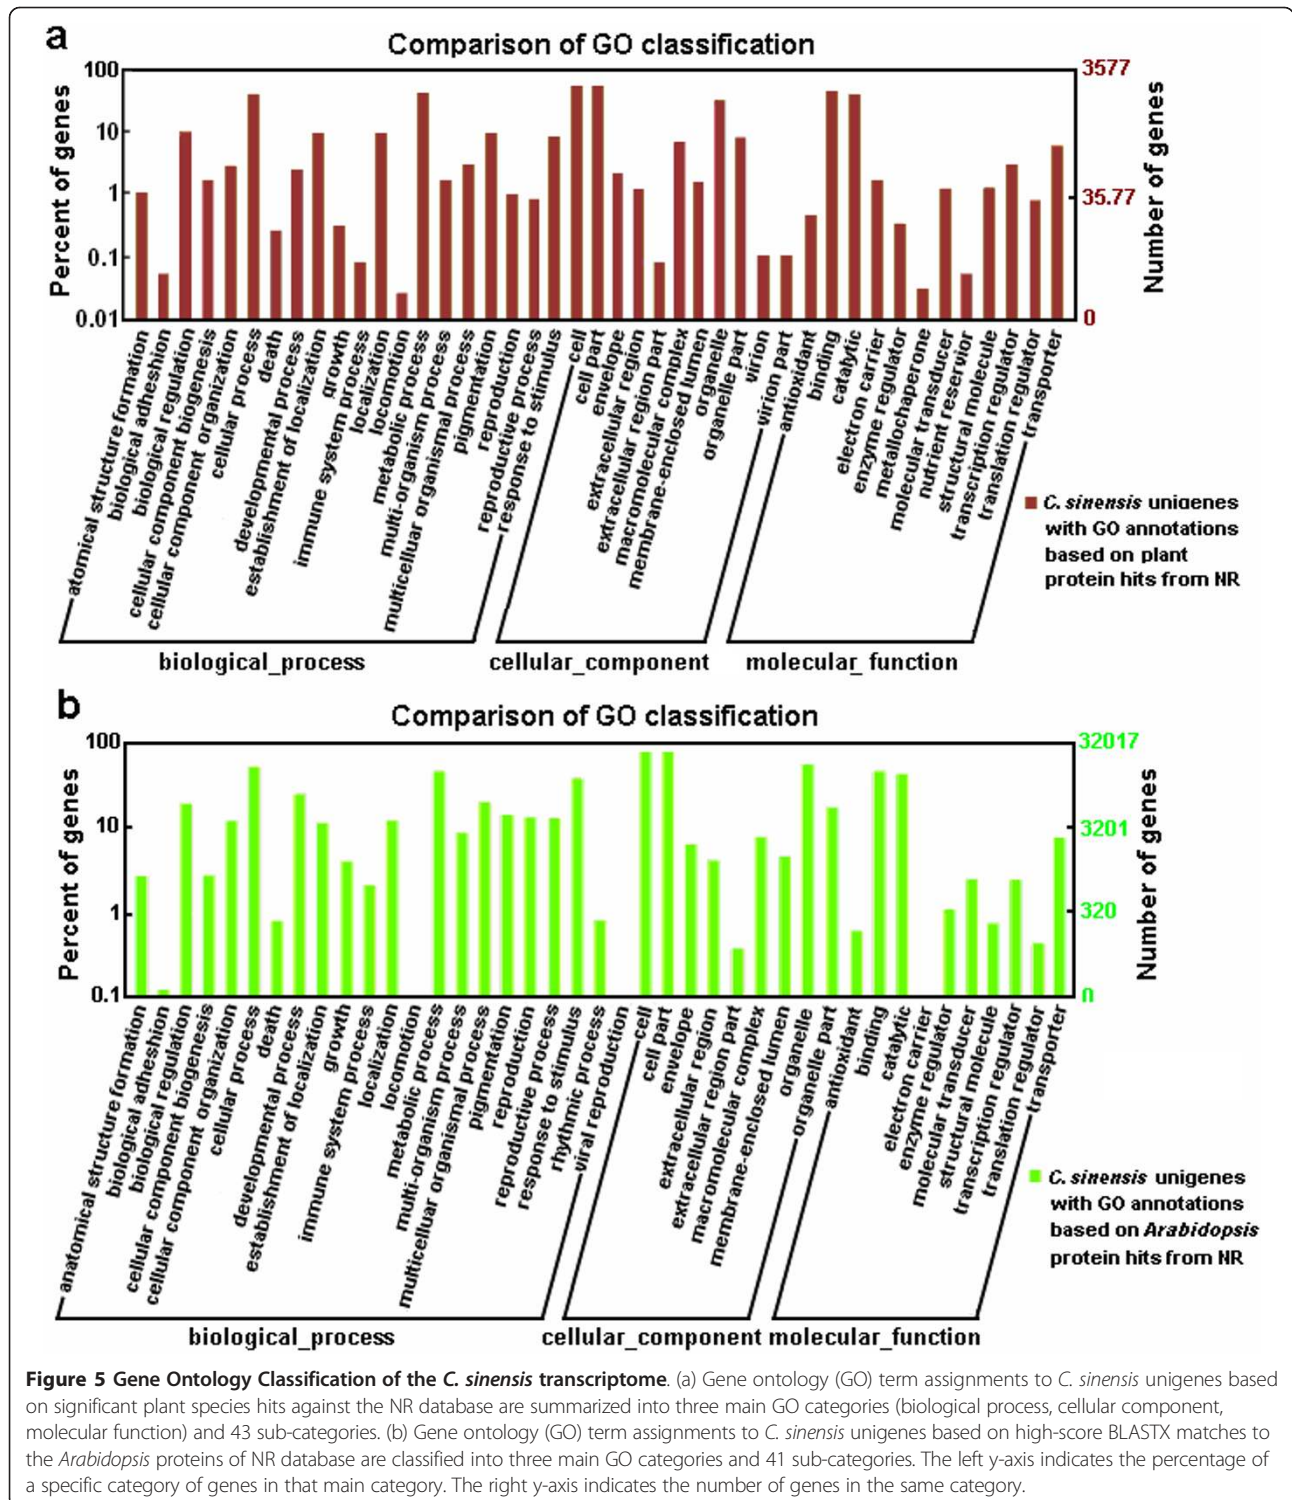 a
Comparison of GO classification
100
10
1
0.1
0.01
Percent of genes
3577
35.77
0
Number of genes
atomical structure formation
biological adheshion
biological regulation
cellular component biogenesis
cellular component organization
cellular process
death
developmental process
establishment of localization
growth
immune system process
localization
locomotion
metabolic process
multi-organism process
multicelluar organismal process
pigmentation
reproduction
reproductive process
response to stimulus
cell
cell part
envelope
extracellular region
extracellular region part
macromolecular complex
membrane-enclosed lumen
organelle
organelle part
virion
virion part
antioxidant
binding
catalytic
electron carrier
enzyme regulator
metallochaperone
molecular transducer
nutrient reservior
structural molecule
transcription regulator
translation regulator
transporter
biological_process
cellular_component
molecular_function
C. sinensis unigenes
with GO annotations
based on plant
protein hits from NR
b
Comparison of GO classification
100
10
1
0.1
Percent of genes
32017
3201
320
0
Number of genes
anatomical structure formation
biological adheshion
biological regulation
cellular component biogenesis
cellular component organization
cellular process
death
developmental process
establishment of localization
growth
immune system process
localization
locomotion
metabolic process
multi-organism process
multicelluar organismal process
pigmentation
reproduction
reproductive process
response to stimulus
rhythmic process
viral reproduction
cell
cell part
envelope
extracellular region
extracellular region part
macromolecular complex
membrane-enclosed lumen
organelle
organelle part
antioxidant
binding
catalytic
electron carrier
enzyme regulator
molecular transducer
structural molecule
transcription regulator
translation regulator
transporter
biological_process
cellular_component
molecular_function
C. sinensis unigenes
with GO annotations
based on Arabidopsis
protein hits from NR
Figure 5 Gene Ontology Classification of the C. sinensis transcriptome. (a) Gene ontology (GO) term assignments to C. sinensis unigenes based
on significant plant species hits against the NR database are summarized into three main GO categories (biological process, cellular component,
molecular function) and 43 sub-categories. (b) Gene ontology (GO) term assignments to C. sinensis unigenes based on high-score BLASTX matches to
the Arabidopsis proteins of NR database are classified into three main GO categories and 41 sub-categories. The left y-axis indicates the percentage of
a specific category of genes in that main category. The right y-axis indicates the number of genes in the same category.